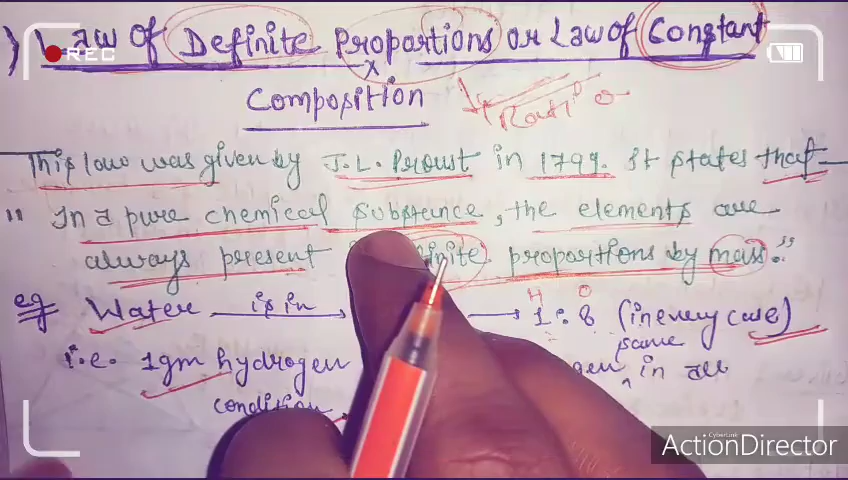 ) Law of Definite Proportions or Law of Constant
REC
Composition
Ratio
This law was given by J.L. Proust in 1799. it states that
"In a pure chemical substance, the elements are
always present proportions by mass."
H O
eg Water is in 1:8 (in every case)
same
i.e. 1gm hydrogen in all
condition
CyberLink
ActionDirector